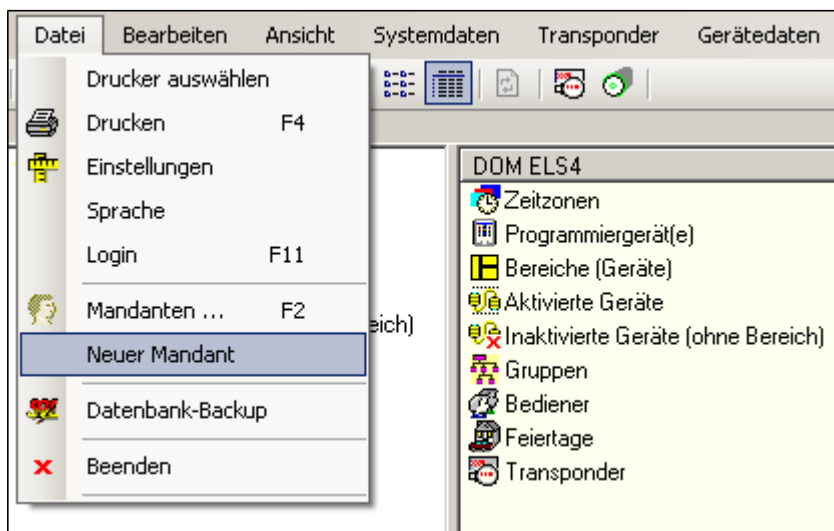 Datei Bearbeiten Ansicht Systemdaten Transponder Gerätedaten
Drucker auswählen
Drucken F4
Einstellungen
Sprache
Login F11
Mandanten ... F2
Neuer Mandant
Datenbank-Backup
Beenden
eich)
DOM ELS4
Zeitzonen
Programmiergerät(e)
Bereiche (Geräte)
Aktivierte Geräte
Inaktivierte Geräte (ohne Bereich)
Gruppen
Bediener
Feiertage
Transponder